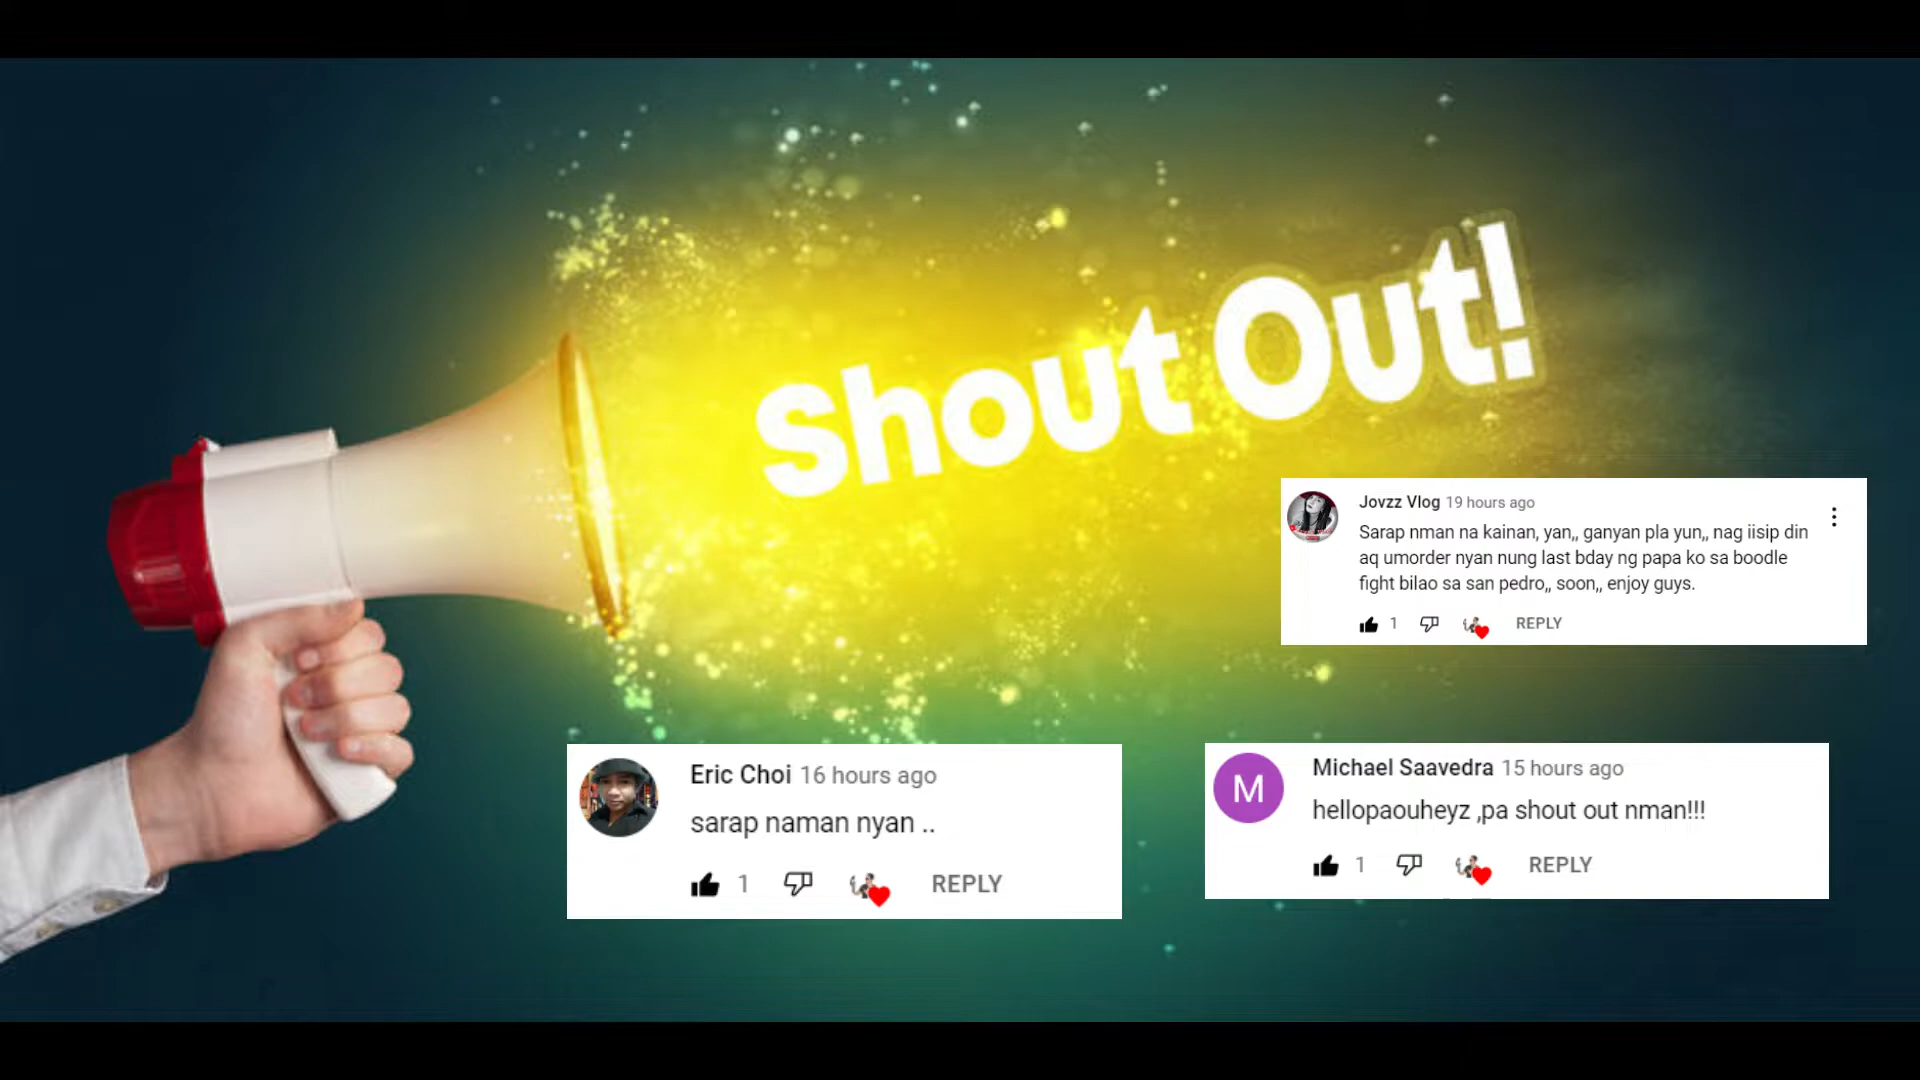 Shout Out!
Jovzz Vlog 19 hours ago
Sarap nman na kainan, yan,, ganyan pla yun,, nag iisip din
aq umorder nyan nung last bday ng papa ko sa boodle
fight bilao sa san pedro,, soon,, enjoy guys.
1 REPLY
Eric Choi 16 hours ago
sarap naman nyan ..
1 REPLY
M
Michael Saavedra 15 hours ago
hellopaouheyz ,pa shout out nman!!!
1 REPLY